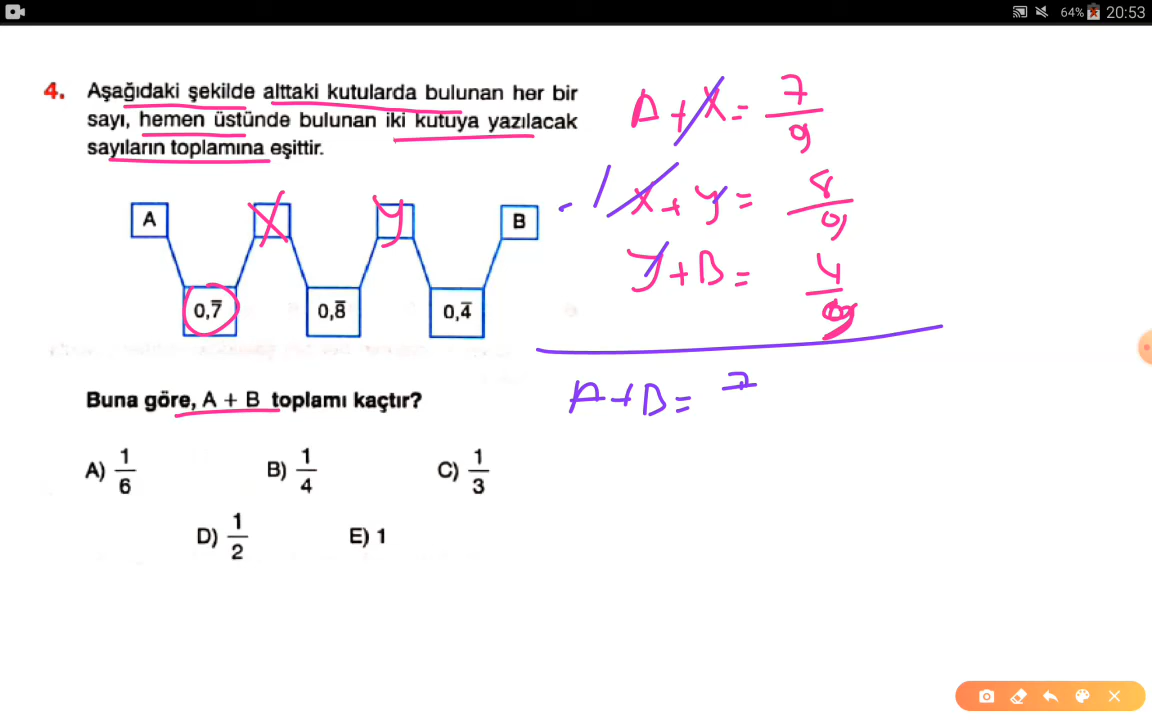 64% 20:53
4. Aşağıdaki şekilde alttaki kutularda bulunan her bir
sayı, hemen üstünde bulunan iki kutuya yazılacak
sayıların toplamına eşittir.
A x y B
0,7̅ 0,8̅ 0,4̅
Buna göre, A + B toplamı kaçtır?
A) 1/6 B) 1/4 C) 1/3
D) 1/2 E) 1
A + x = 7/9
-1/ x + y = 8/9
y + B = 4/9
A + B = 7